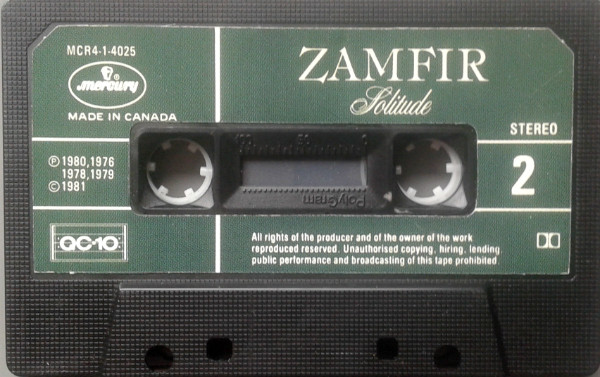 MCR4-1-4025
mercury
MADE IN CANADA
ZAMFIR
Solitude
STEREO
2
℗ 1980,1976
1978,1979
© 1981
PolyGram
QC-10
All rights of the producer and of the owner of the work
reproduced reserved. Unauthorised copying, hiring, lending,
public performance and broadcasting of this tape prohibited.